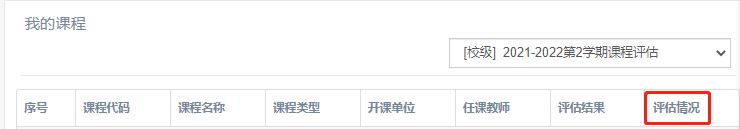 我的课程
[校级] 2021-2022第2学期课程评估
序号 课程代码 课程名称 课程类型 开课单位 任课教师 评估结果 评估情况